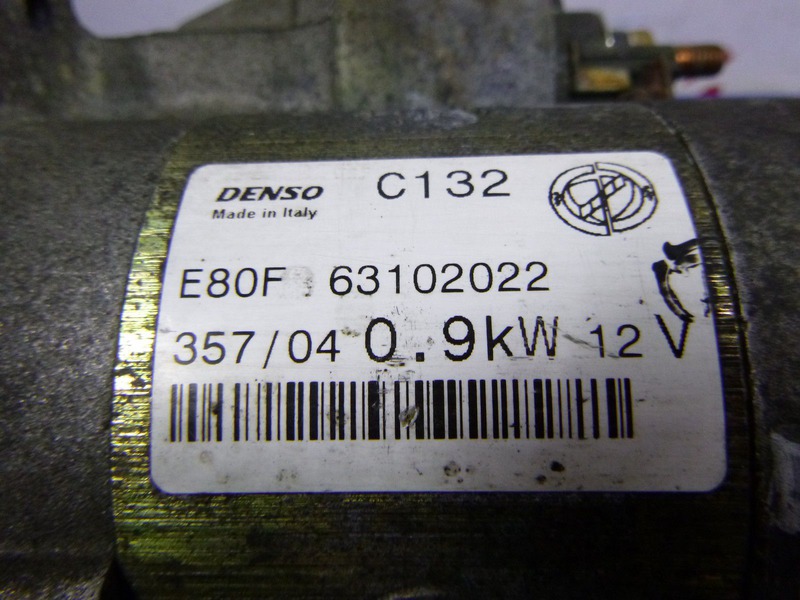 DENSO C132
Made in Italy
E80F 63102022
357/04 0.9kW 12 V